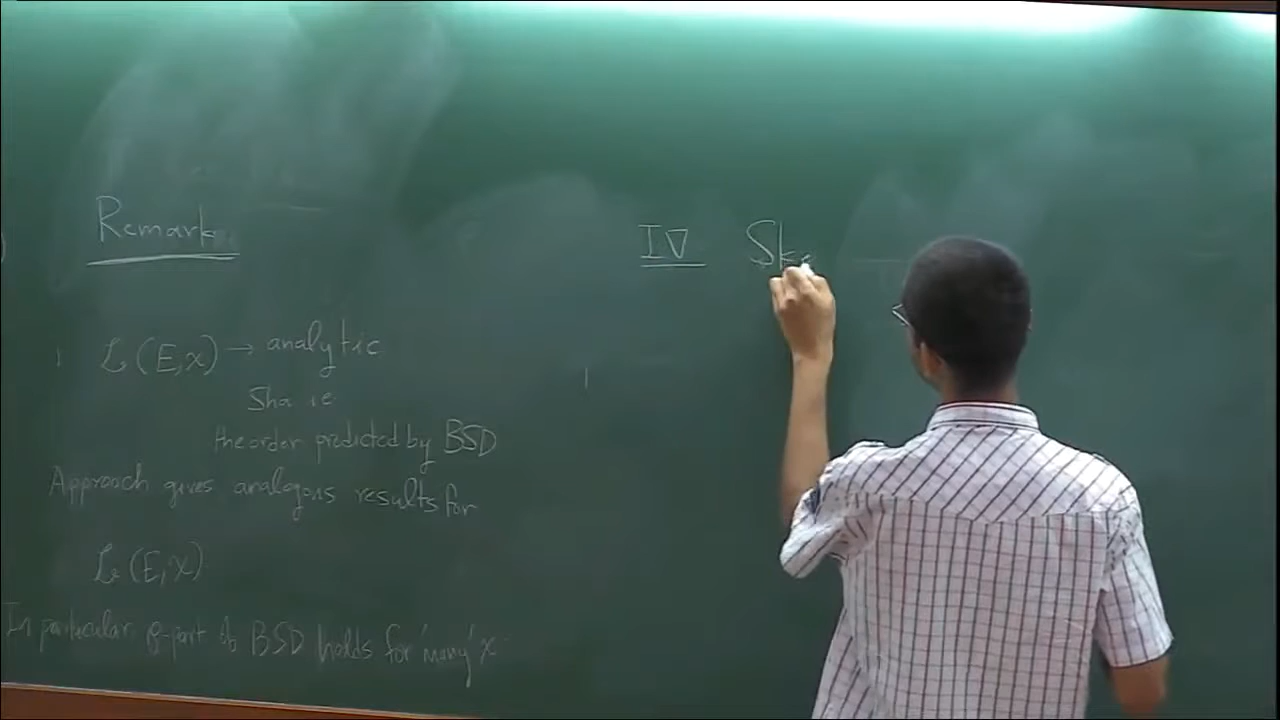 Remark
L(E,χ) → analytic
Sha ie
the order predicted by BSD
Approach gives analogous results for
L(E,χ)
In particular, p-part of BSD holds for 'many' χ
IV Sk